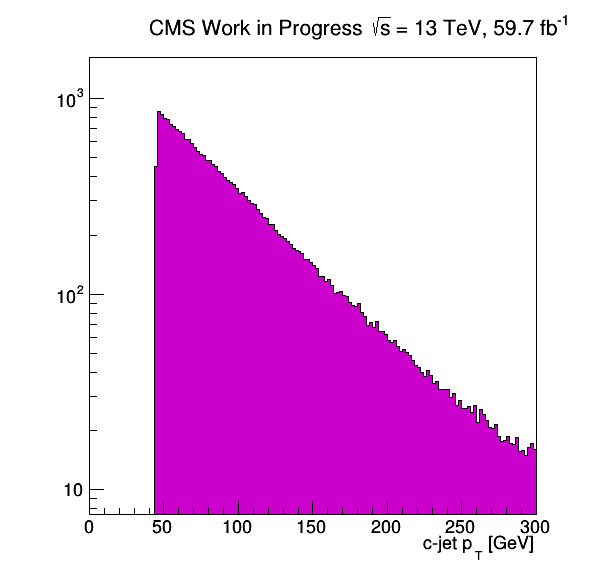 CMS Work in Progress √s = 13 TeV, 59.7 fb⁻¹
10³
10²
10
0 50 100 150 200 250 300
c-jet p_T [GeV]